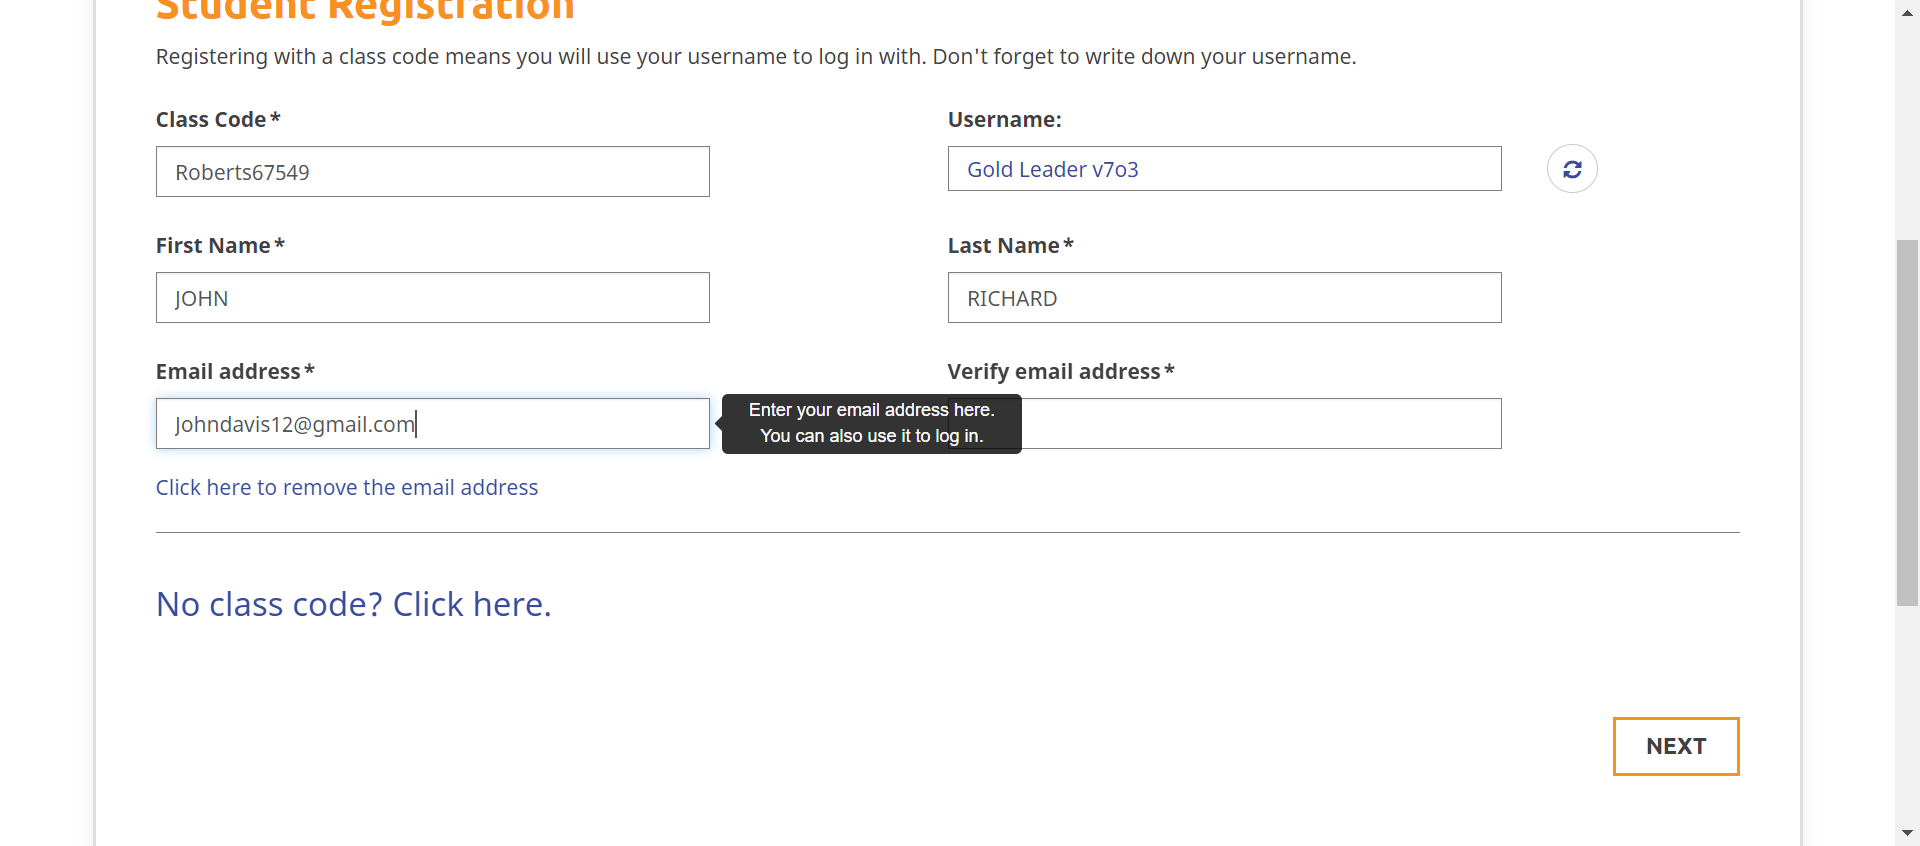 Student Registration
Registering with a class code means you will use your username to log in with. Don't forget to write down your username.
Class Code*
Username:
Roberts67549
Gold Leader v7o3
First Name*
Last Name*
JOHN
RICHARD
Email address*
Verify email address*
Johndavis12@gmail.com
Enter your email address here.
You can also use it to log in.
Click here to remove the email address
No class code? Click here.
NEXT